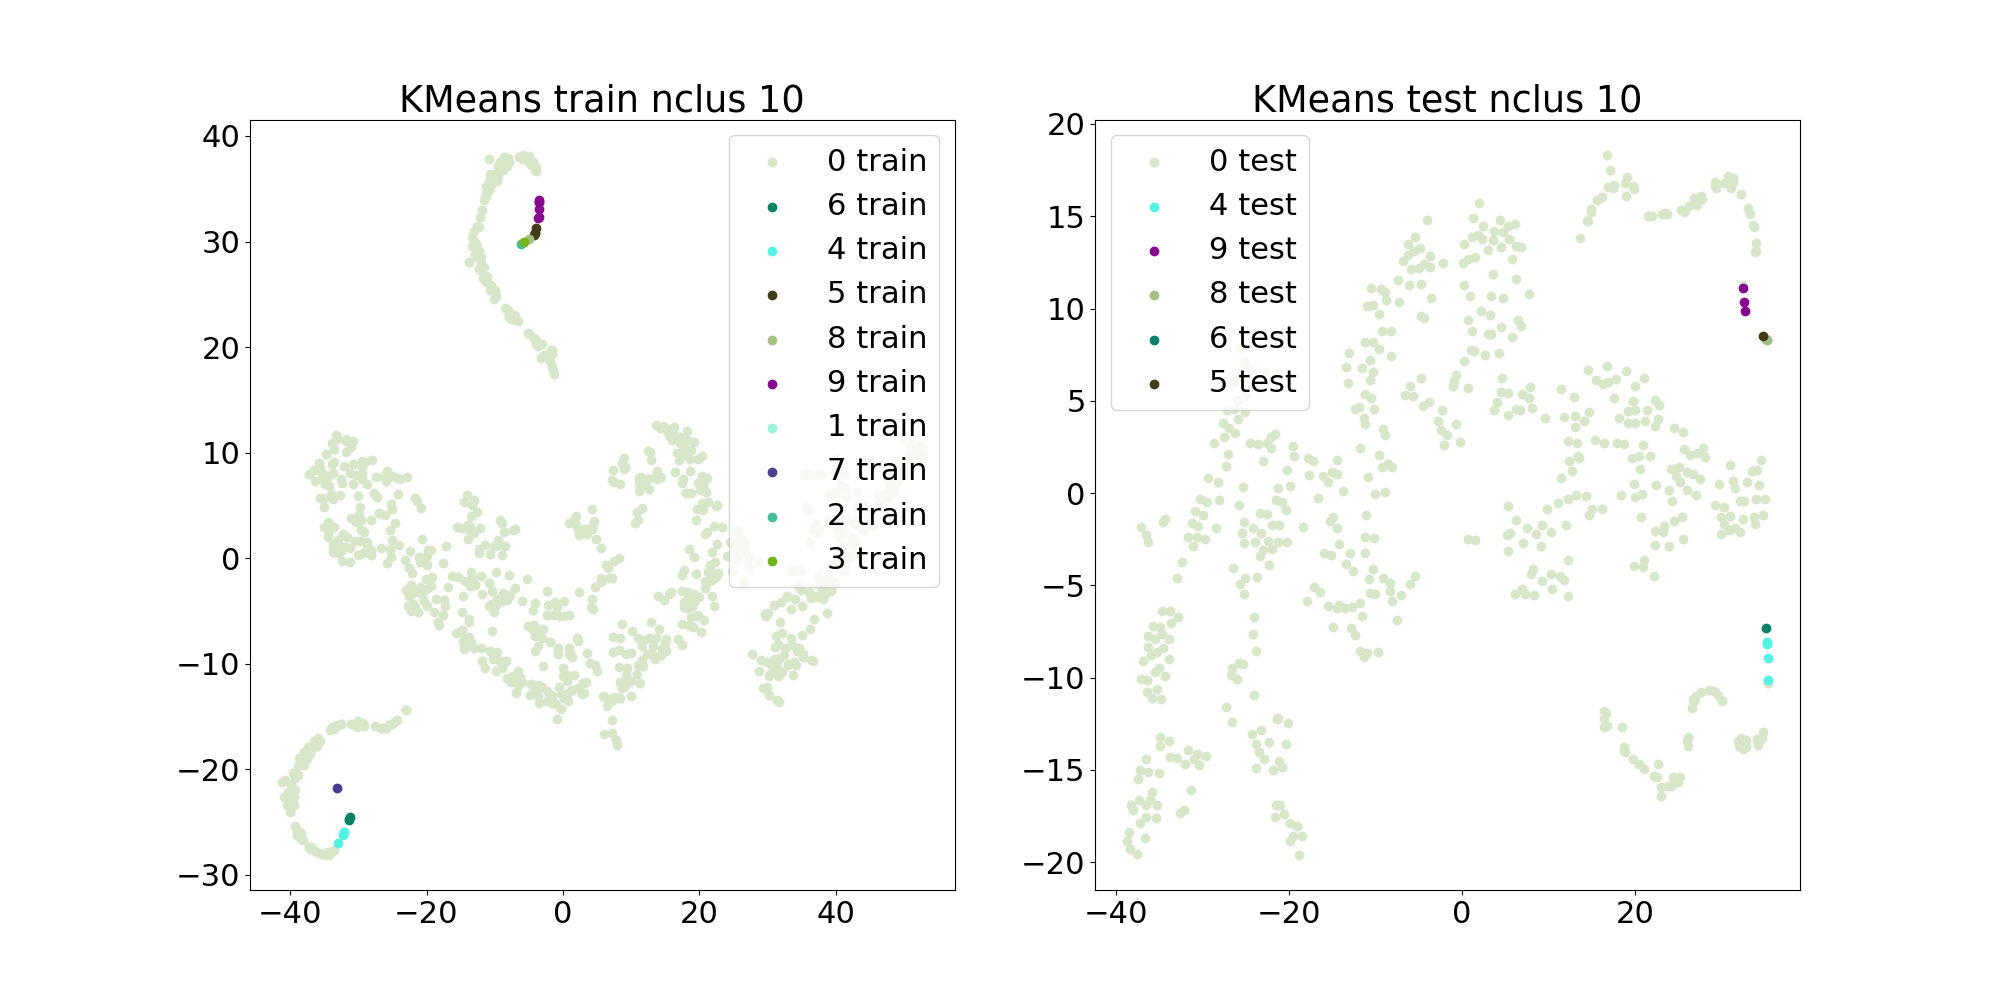 KMeans train nclus 10
40
30
20
10
0
−10
−20
−30
−40
−20
0
20
40
0 train
6 train
4 train
5 train
8 train
9 train
1 train
7 train
2 train
3 train
KMeans test nclus 10
20
15
10
5
0
−5
−10
−15
−20
−40
−20
0
20
0 test
4 test
9 test
8 test
6 test
5 test